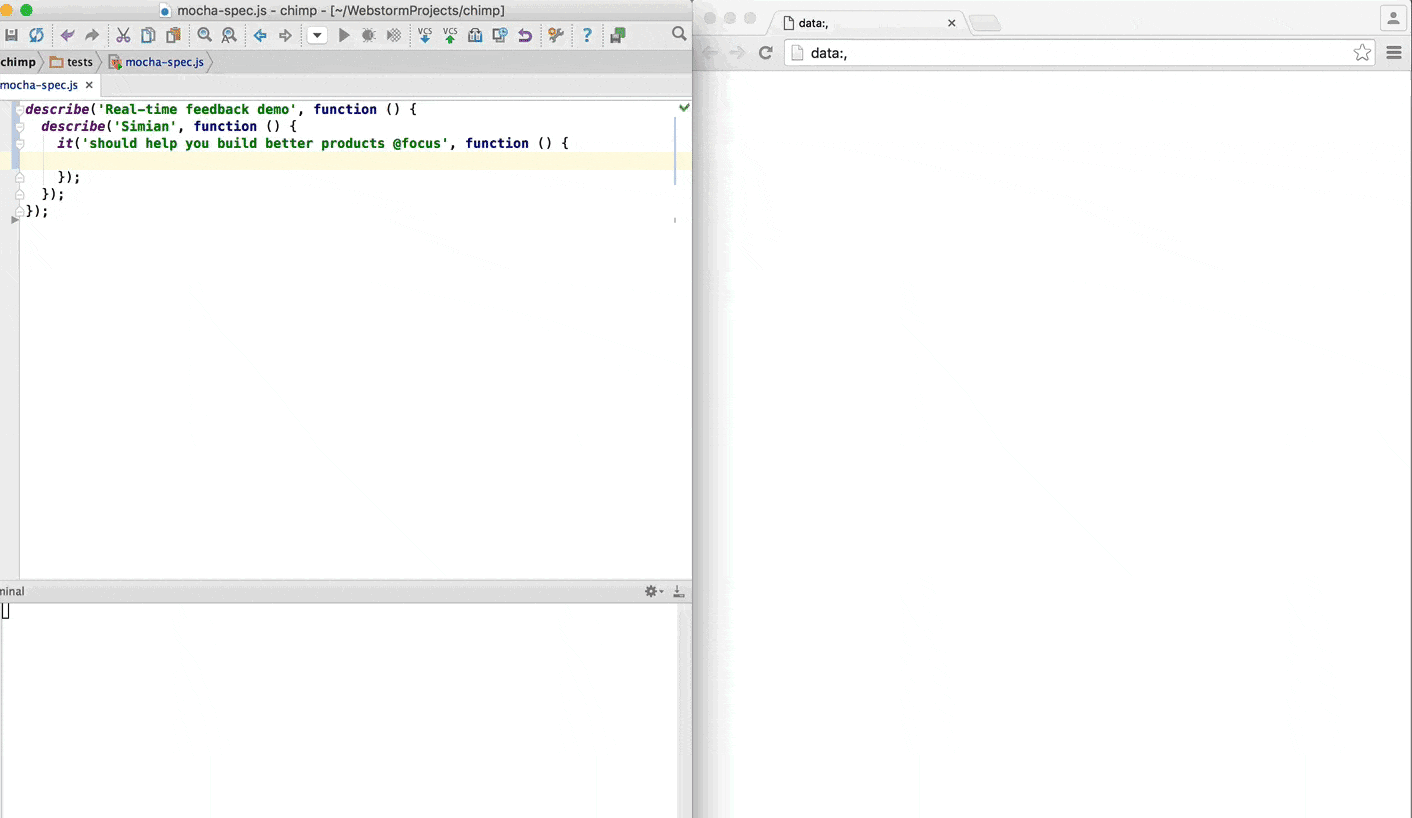 mocha-spec.js - chimp - [~/WebstormProjects/chimp]
VCS VCS
chimp tests mocha-spec.js
mocha-spec.js
describe('Real-time feedback demo', function () {
describe('Simian', function () {
it('should help you build better products @focus', function () {
});
});
});
minal
data:,
data:,